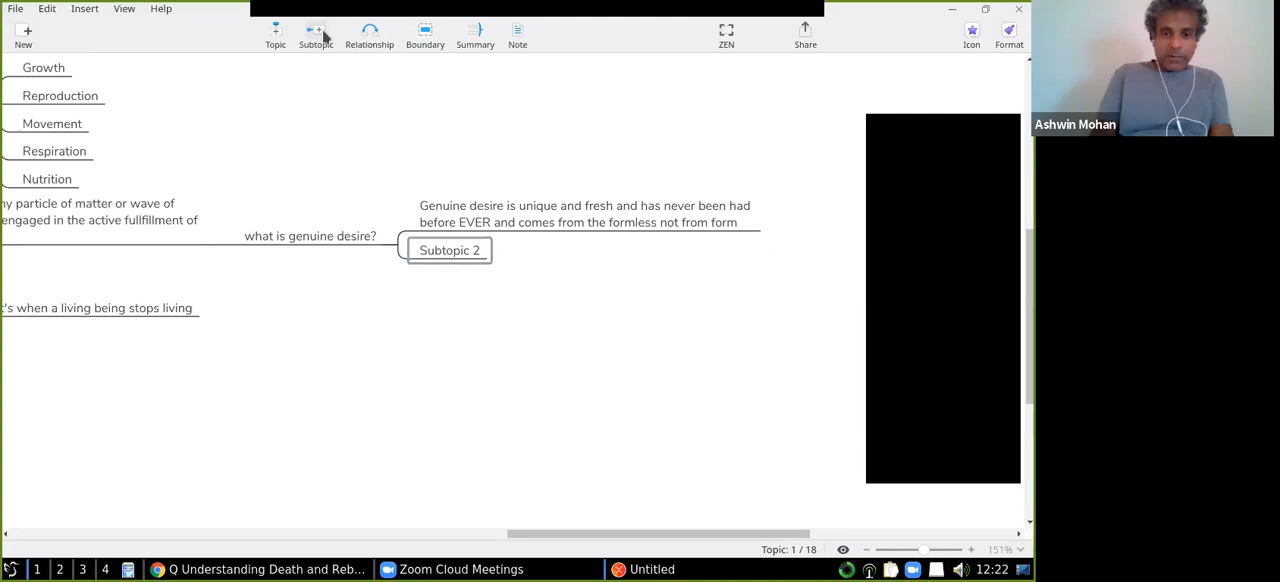 File Edit Insert View Help
New
Topic Subtopic Relationship Boundary Summary Note ZEN Share Icon Format
Growth
Reproduction
Movement
Respiration
Nutrition
ny particle of matter or wave of
engaged in the active fullfillment of
what is genuine desire?
Genuine desire is unique and fresh and has never been had
before EVER and comes from the formless not from form
Subtopic 2
t's when a living being stops living
Ashwin Mohan
Topic: 1 / 18
151%
1 2 3 4 Q Understanding Death and Reb... Zoom Cloud Meetings Untitled 12:22